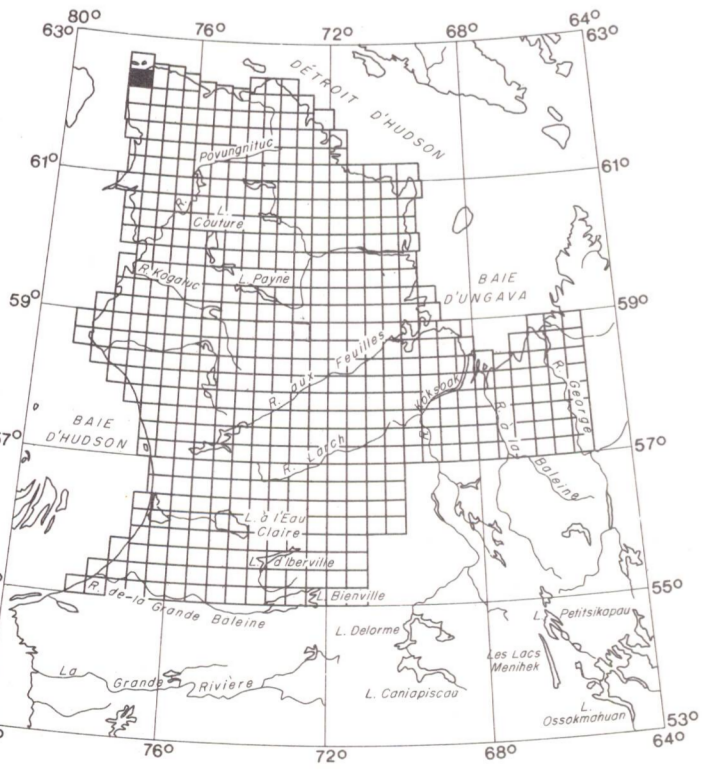 80°
76°
72°
68°
64°
63°
63°
DÉTROIT D'HUDSON
61°
61°
R. Povungnituc
L.
Couture
R. Kogaluc
L. Payne
BAIE
D'UNGAVA
59°
59°
R. aux Feuilles
R. Koksoak
R. George
R. à la Baleine
BAIE
D'HUDSON
57°
R. Larch
L. à l'Eau
Claire
L. d'Iberville
L. Bienville
R. de-la Grande Baleine
55°
L. Delorme
L. Petitsikapau
Les Lacs
Menihek
La Grande Rivière
L. Caniapiscau
L.
Ossokmahuan
53°
76°
72°
68°
64°